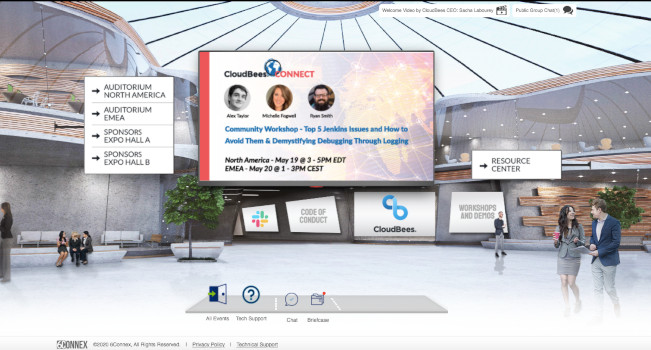 Welcome Video by CloudBees CEO: Sacha Labourey
Public Group Chat(1)
CloudBees. CONNECT
Alex Taylor
Michelle Fegwell
Ryan Smith
Community Workshop - Top 5 Jenkins Issues and How to
Avoid Them & Demystifying Debugging Through Logging
North America - May 19 @ 3 - 5PM EDT
EMEA - May 20 @ 1 - 3PM CEST
AUDITORIUM
NORTH AMERICA
AUDITORIUM
EMEA
SPONSORS
EXPO HALL A
SPONSORS
EXPO HALL B
RESOURCE
CENTER
CODE OF
CONDUCT
CloudBees.
WORKSHOPS
AND DEMOS
All Events
Tech Support
Chat
Briefcase
6CONNEX
©2020 6Connex, All Rights Reserved. | Privacy Policy | Technical Support